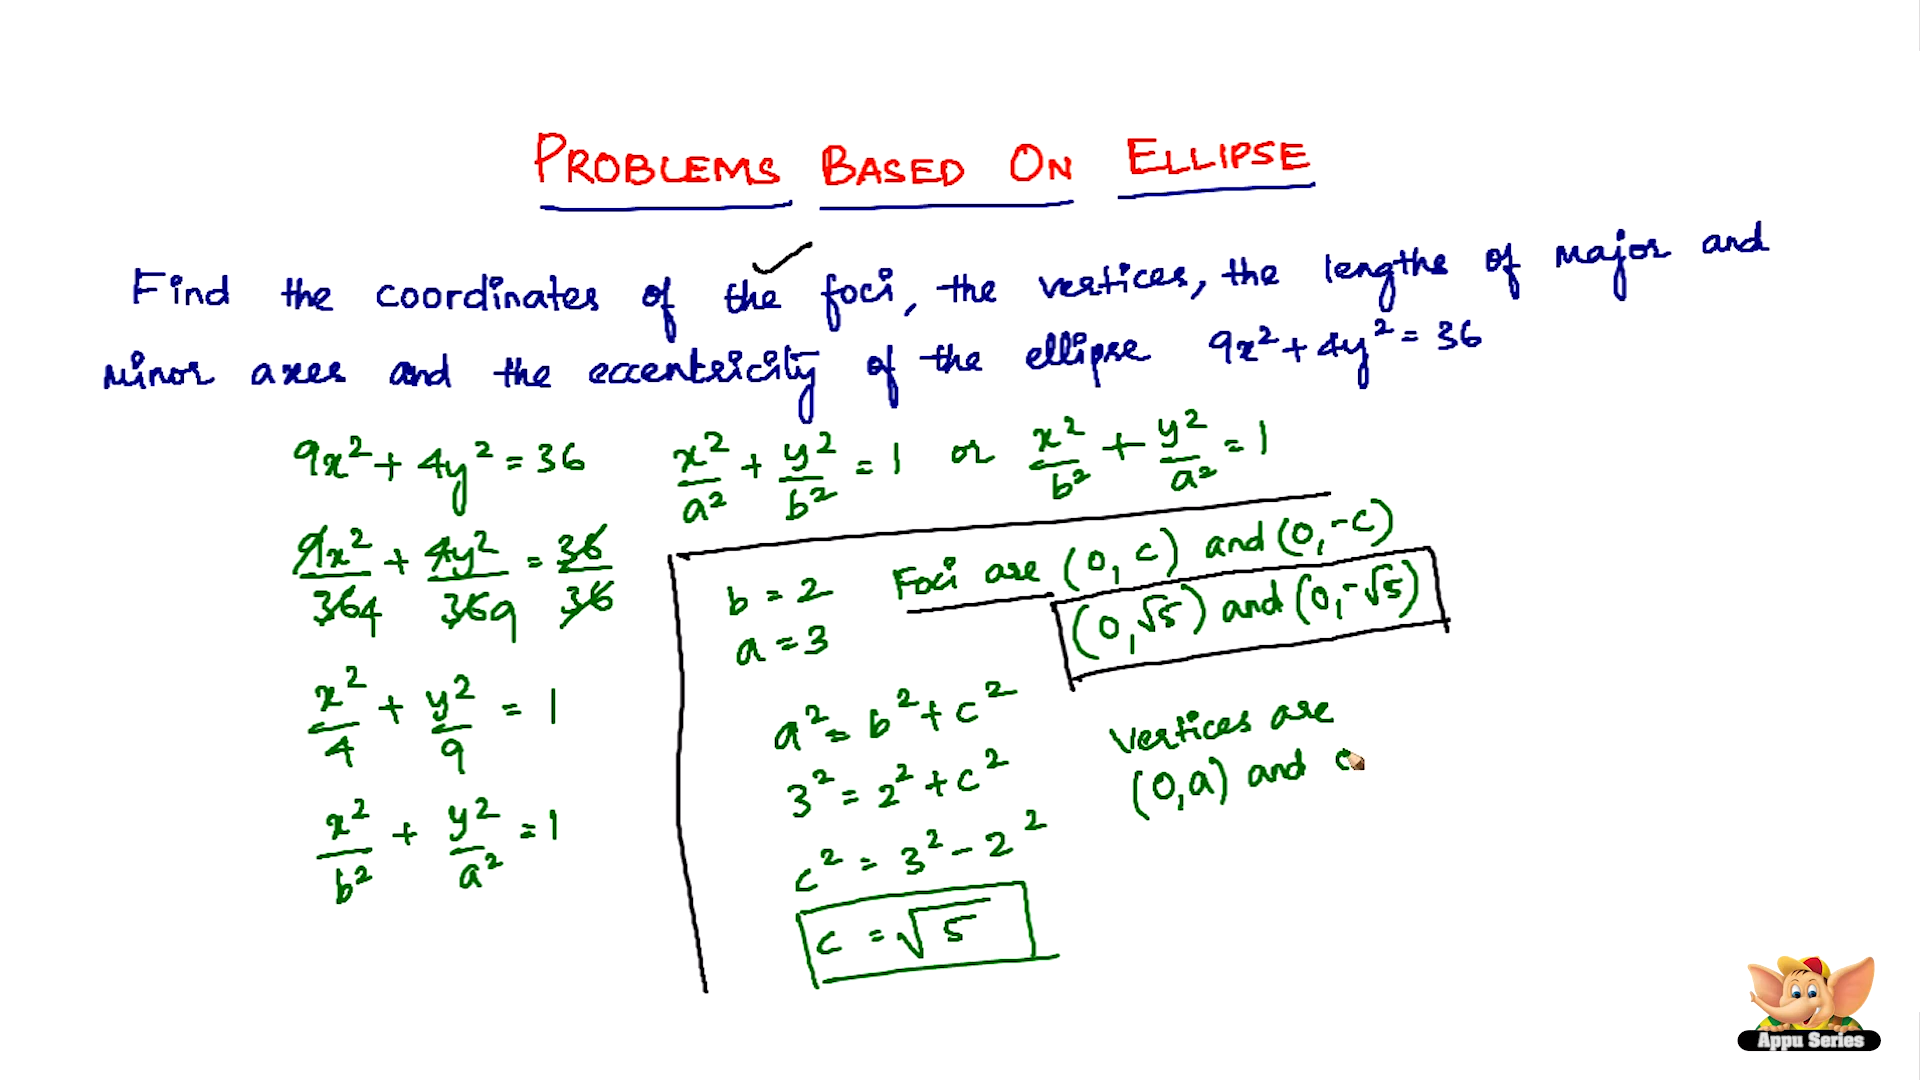 PROBLEMS BASED ON ELLIPSE
Find the coordinates of the foci, the vertices, the lengths of major and
minor axes and the eccentricity of the ellipse 9x² + 4y² = 36
9x² + 4y² = 36
9x²/36 4 + 4y²/36 9 = 36/36
x²/4 + y²/9 = 1
x²/b² + y²/a² = 1
x²/a² + y²/b² = 1 or x²/b² + y²/a² = 1
b = 2
a = 3
a² = b² + c²
3² = 2² + c²
c² = 3² - 2²
c = √5
Foci are (0, c) and (0, -c)
(0, √5) and (0, -√5)
Vertices are
(0, a) and
Appu Series